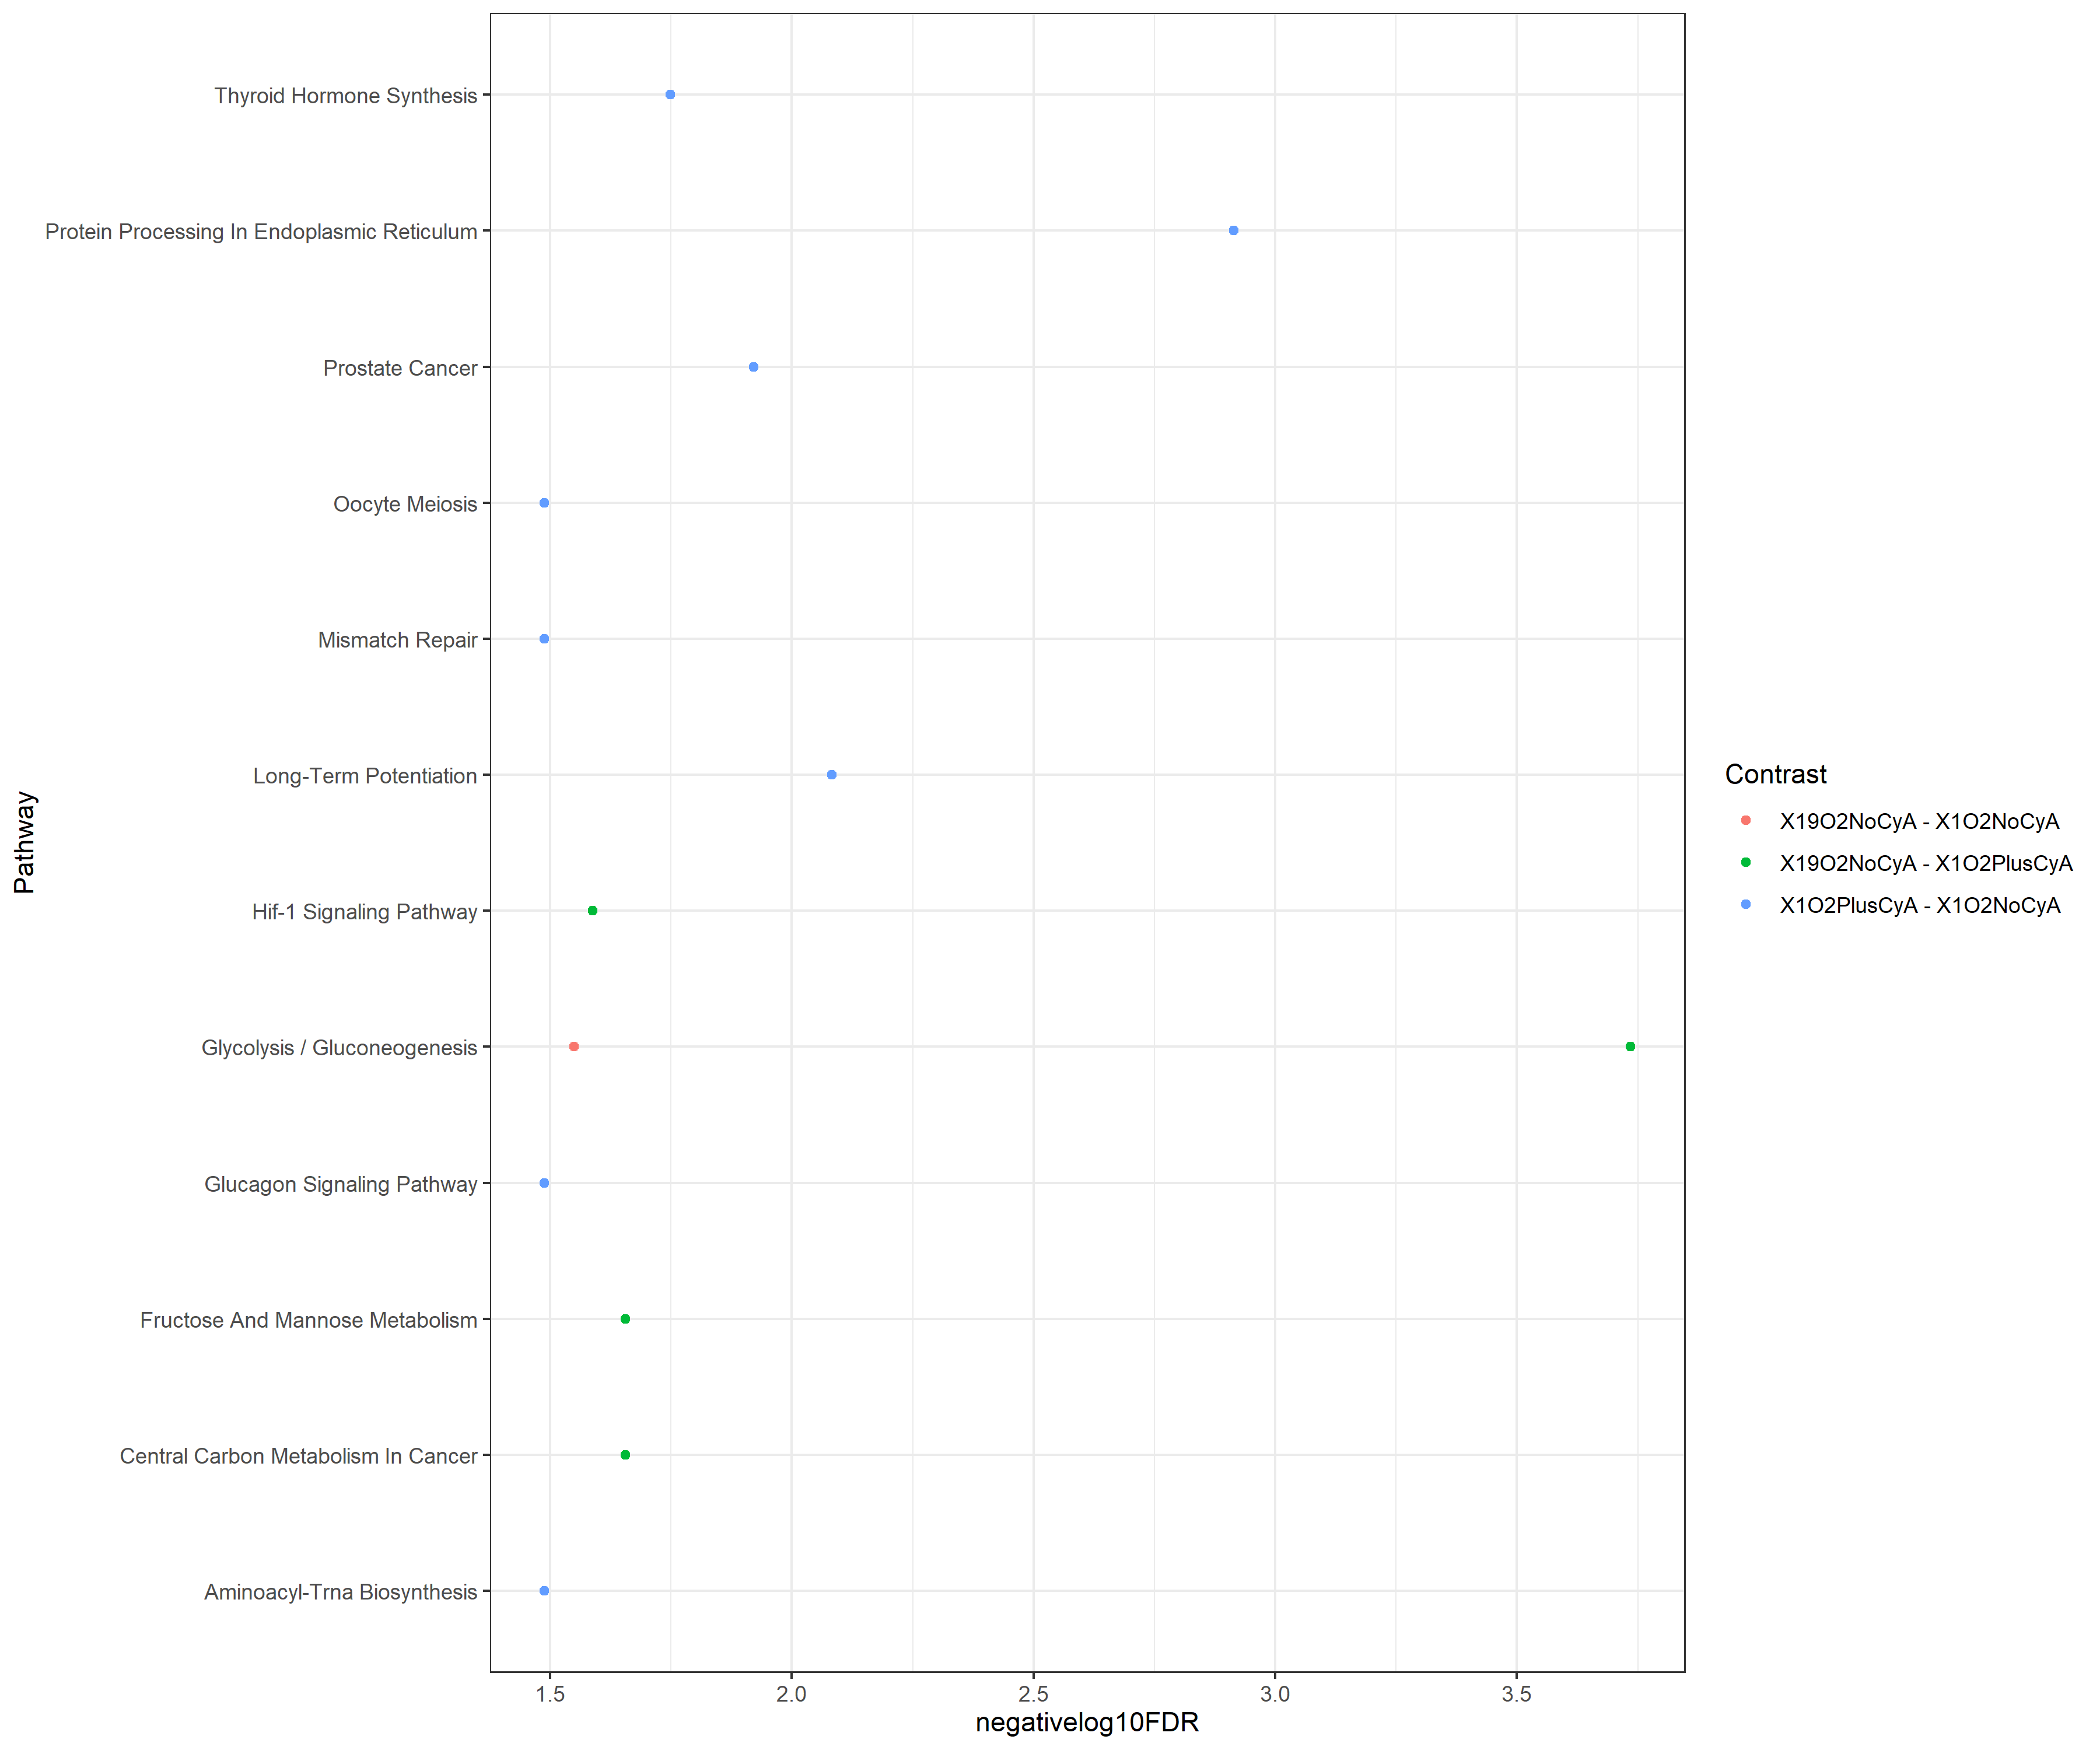 Thyroid Hormone Synthesis
Protein Processing In Endoplasmic Reticulum
Prostate Cancer
Oocyte Meiosis
Mismatch Repair
Long-Term Potentiation
Hif-1 Signaling Pathway
Glycolysis / Gluconeogenesis
Glucagon Signaling Pathway
Fructose And Mannose Metabolism
Central Carbon Metabolism In Cancer
Aminoacyl-Trna Biosynthesis
Pathway
1.5 2.0 2.5 3.0 3.5
negativelog10FDR
Contrast
X19O2NoCyA - X1O2NoCyA
X19O2NoCyA - X1O2PlusCyA
X1O2PlusCyA - X1O2NoCyA